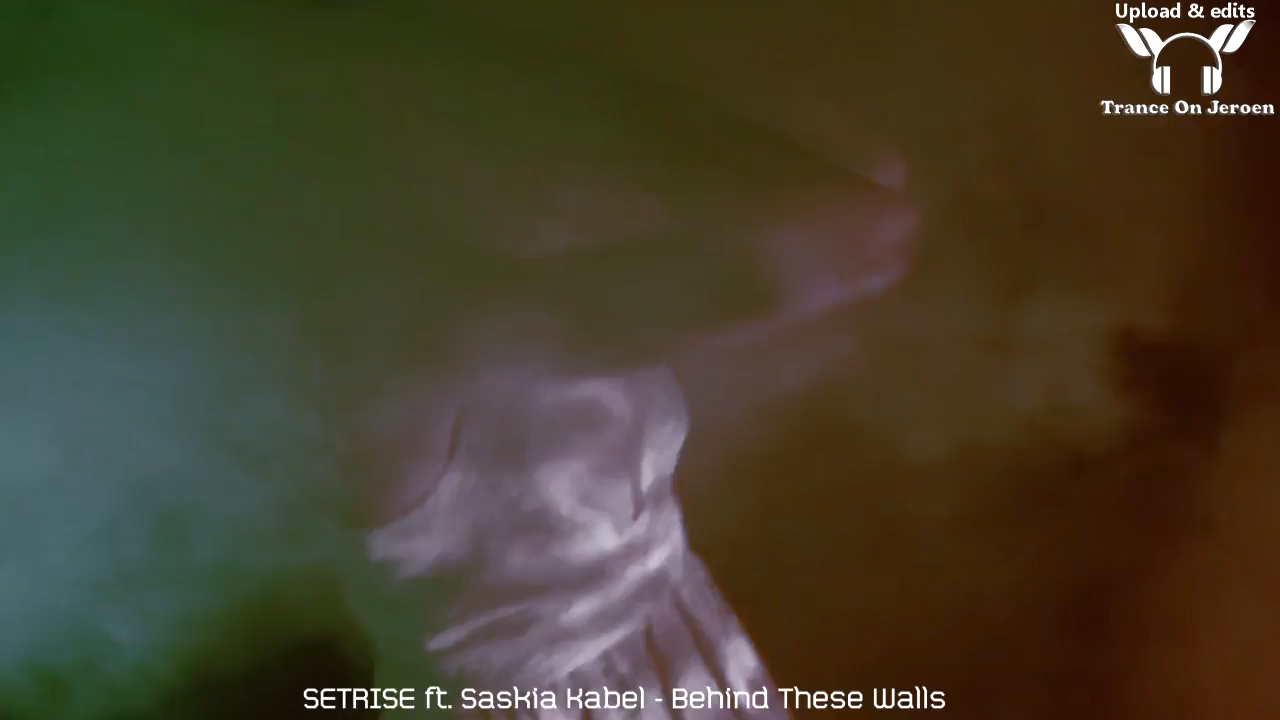 Upload & edits
Trance On Jeroen
SETRISE ft. Saskia Kabel - Behind These Walls